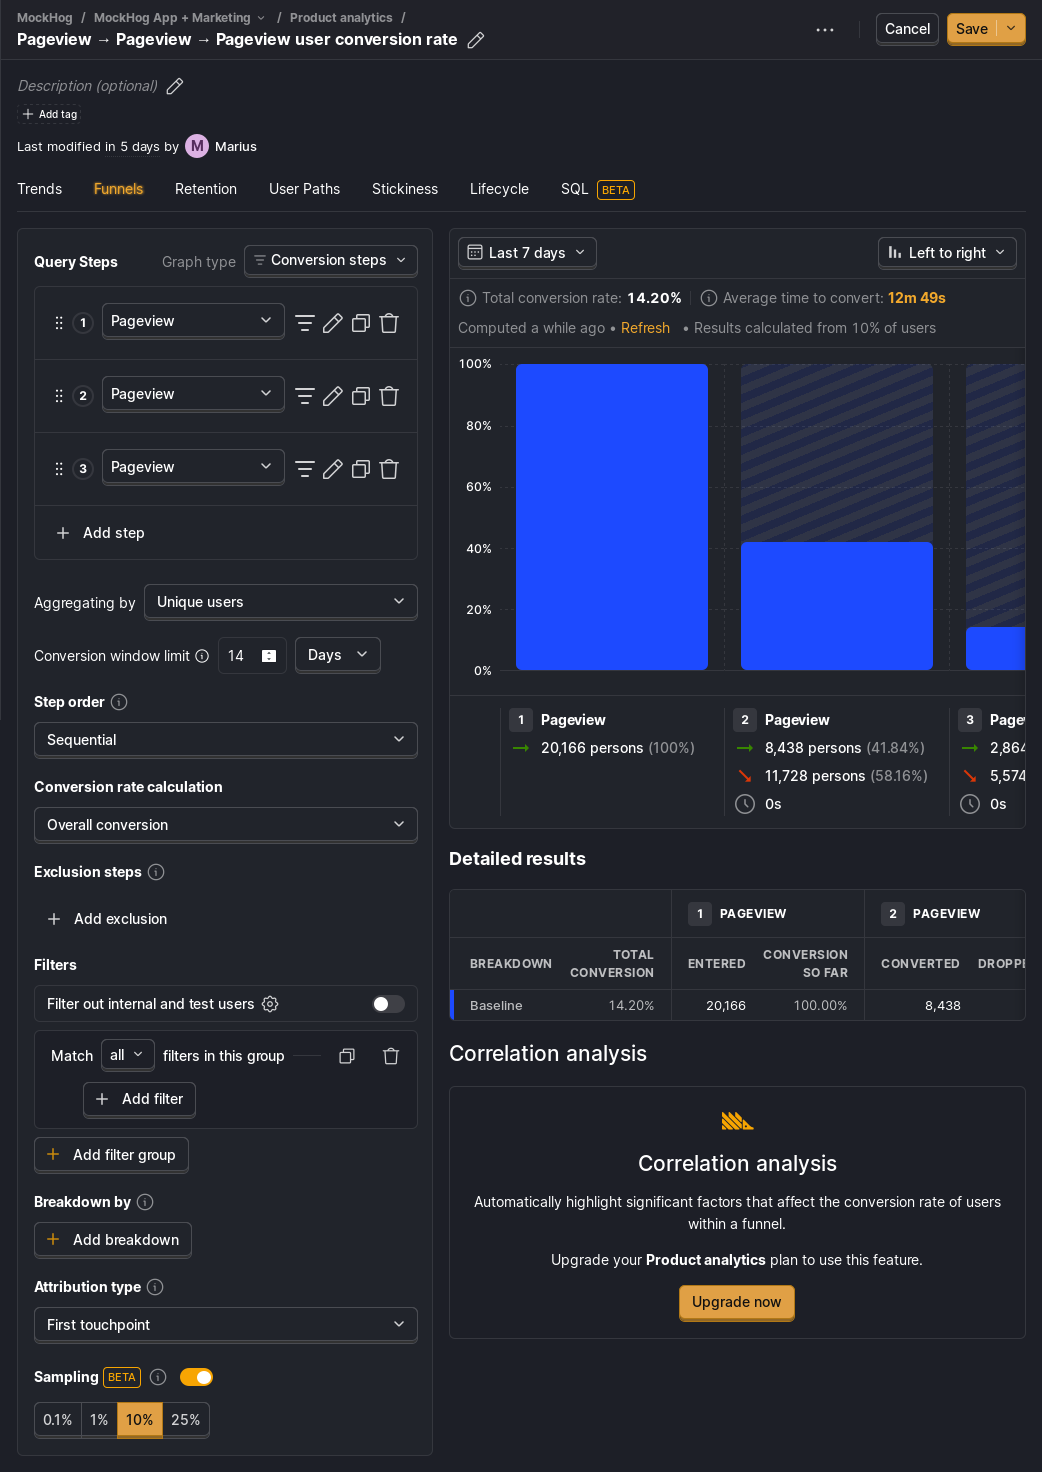 MockHog / MockHog App + Marketing / Product analytics /
Pageview → Pageview → Pageview user conversion rate
Cancel
Save
Description (optional)
Add tag
Last modified in 5 days by M Marius
Trends Funnels Retention User Paths Stickiness Lifecycle SQL BETA
Query Steps
Graph type Conversion steps
1 Pageview
2 Pageview
3 Pageview
Add step
Aggregating by Unique users
Conversion window limit 14 Days
Step order
Sequential
Conversion rate calculation
Overall conversion
Exclusion steps
Add exclusion
Filters
Filter out internal and test users
Match all filters in this group
Add filter
Add filter group
Breakdown by
Add breakdown
Attribution type
First touchpoint
Sampling BETA
0.1% 1% 10% 25%
Last 7 days
Left to right
Total conversion rate: 14.20% Average time to convert: 12m 49s
Computed a while ago • Refresh • Results calculated from 10% of users
100%
80%
60%
40%
20%
0%
1 Pageview
20,166 persons (100%)
2 Pageview
8,438 persons (41.84%)
11,728 persons (58.16%)
0s
3 Pagev
2,864
5,574
0s
Detailed results
1 PAGEVIEW 2 PAGEVIEW
BREAKDOWN
TOTAL
CONVERSION
ENTERED
CONVERSION
SO FAR
CONVERTED DROPPE
Baseline 14.20% 20,166 100.00% 8,438
Correlation analysis
Correlation analysis
Automatically highlight significant factors that affect the conversion rate of users
within a funnel.
Upgrade your Product analytics plan to use this feature.
Upgrade now